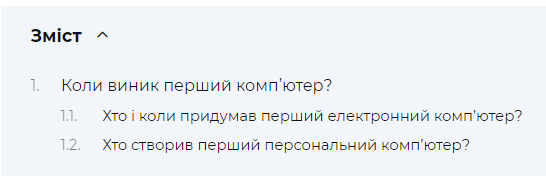 Зміст
1. Коли виник перший комп’ютер?
1.1. Хто і коли придумав перший електронний комп’ютер?
1.2. Хто створив перший персональний комп’ютер?